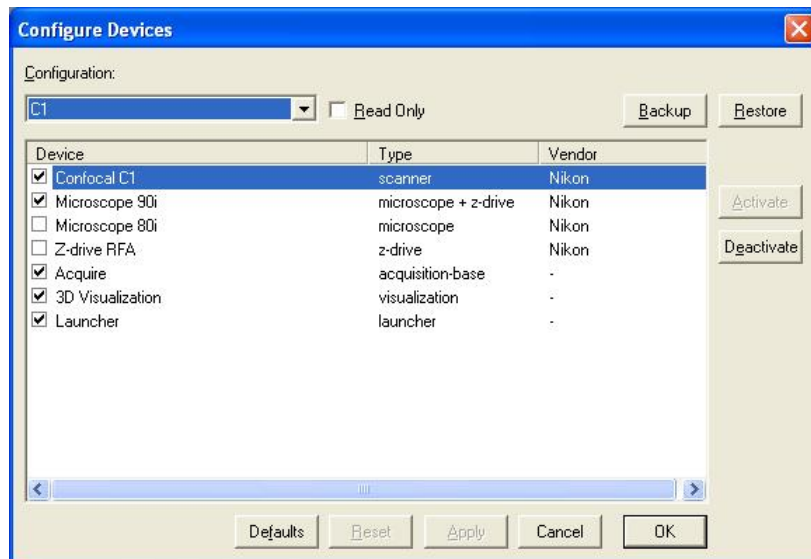 Configure Devices
Configuration:
C1 Read Only Backup Restore
Device Type Vendor
Confocal C1 scanner Nikon
Microscope 90i microscope + z-drive Nikon
Microscope 80i microscope Nikon
Z-drive RFA z-drive Nikon
Acquire acquisition-base -
3D Visualization visualization -
Launcher launcher -
Activate
Deactivate
Defaults Reset Apply Cancel OK